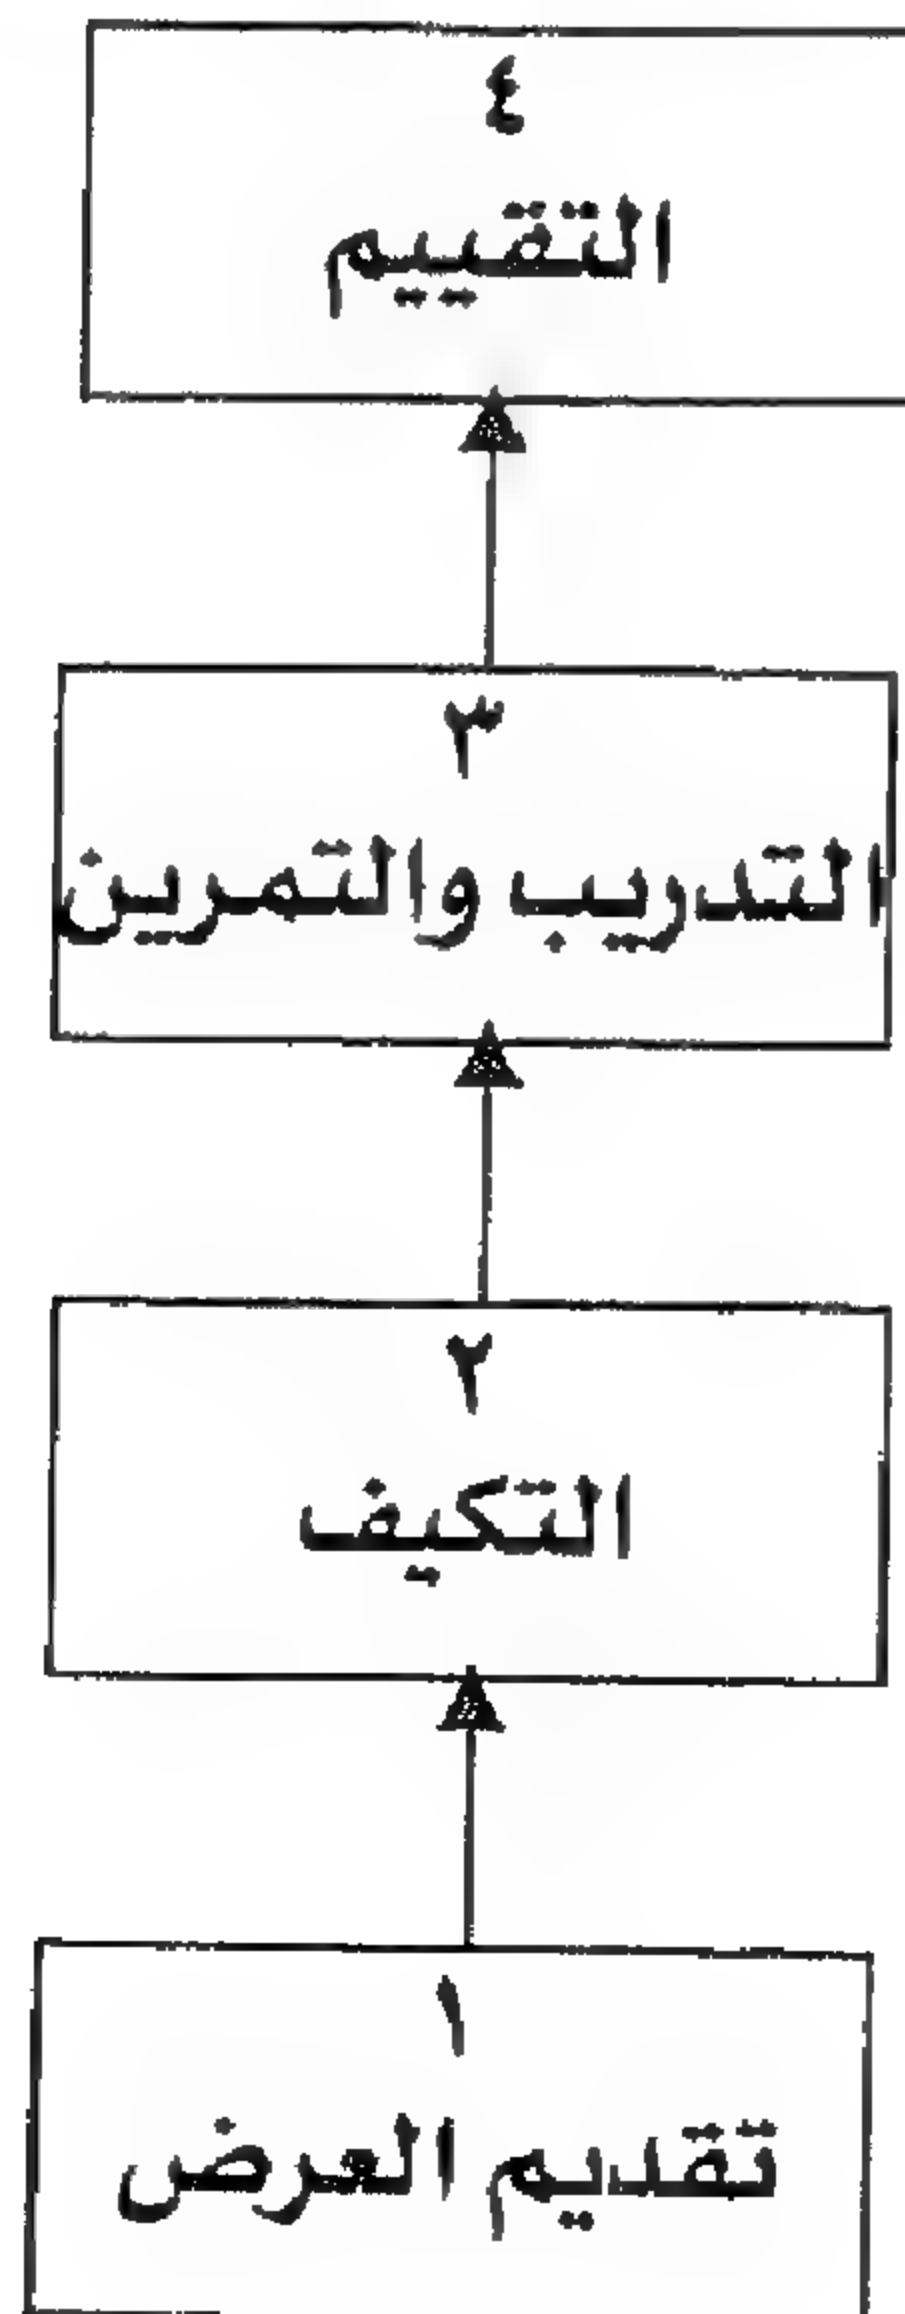 ٤
التقييم
٣
التدريب والتمرين
٢
التكيف
١
تقديم العرض